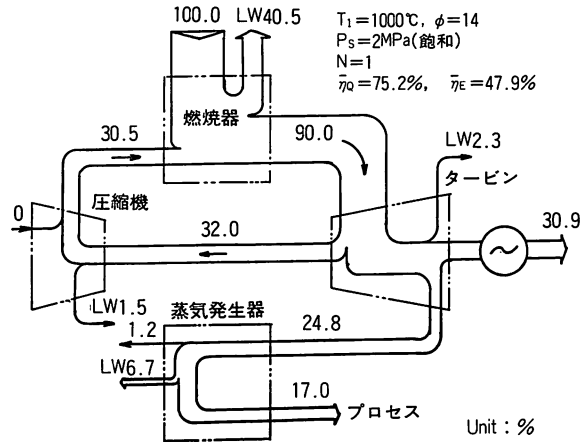 100.0 LW40.5
T₁=1000℃, φ=14
Pₛ=2MPa(飽和)
N=1
η̄Q=75.2%, η̄E=47.9%
燃焼器
30.5
90.0
LW2.3
タービン
圧縮機
0
32.0
30.9
LW1.5
蒸気発生器
1.2
24.8
LW6.7
17.0
プロセス
Unit : %